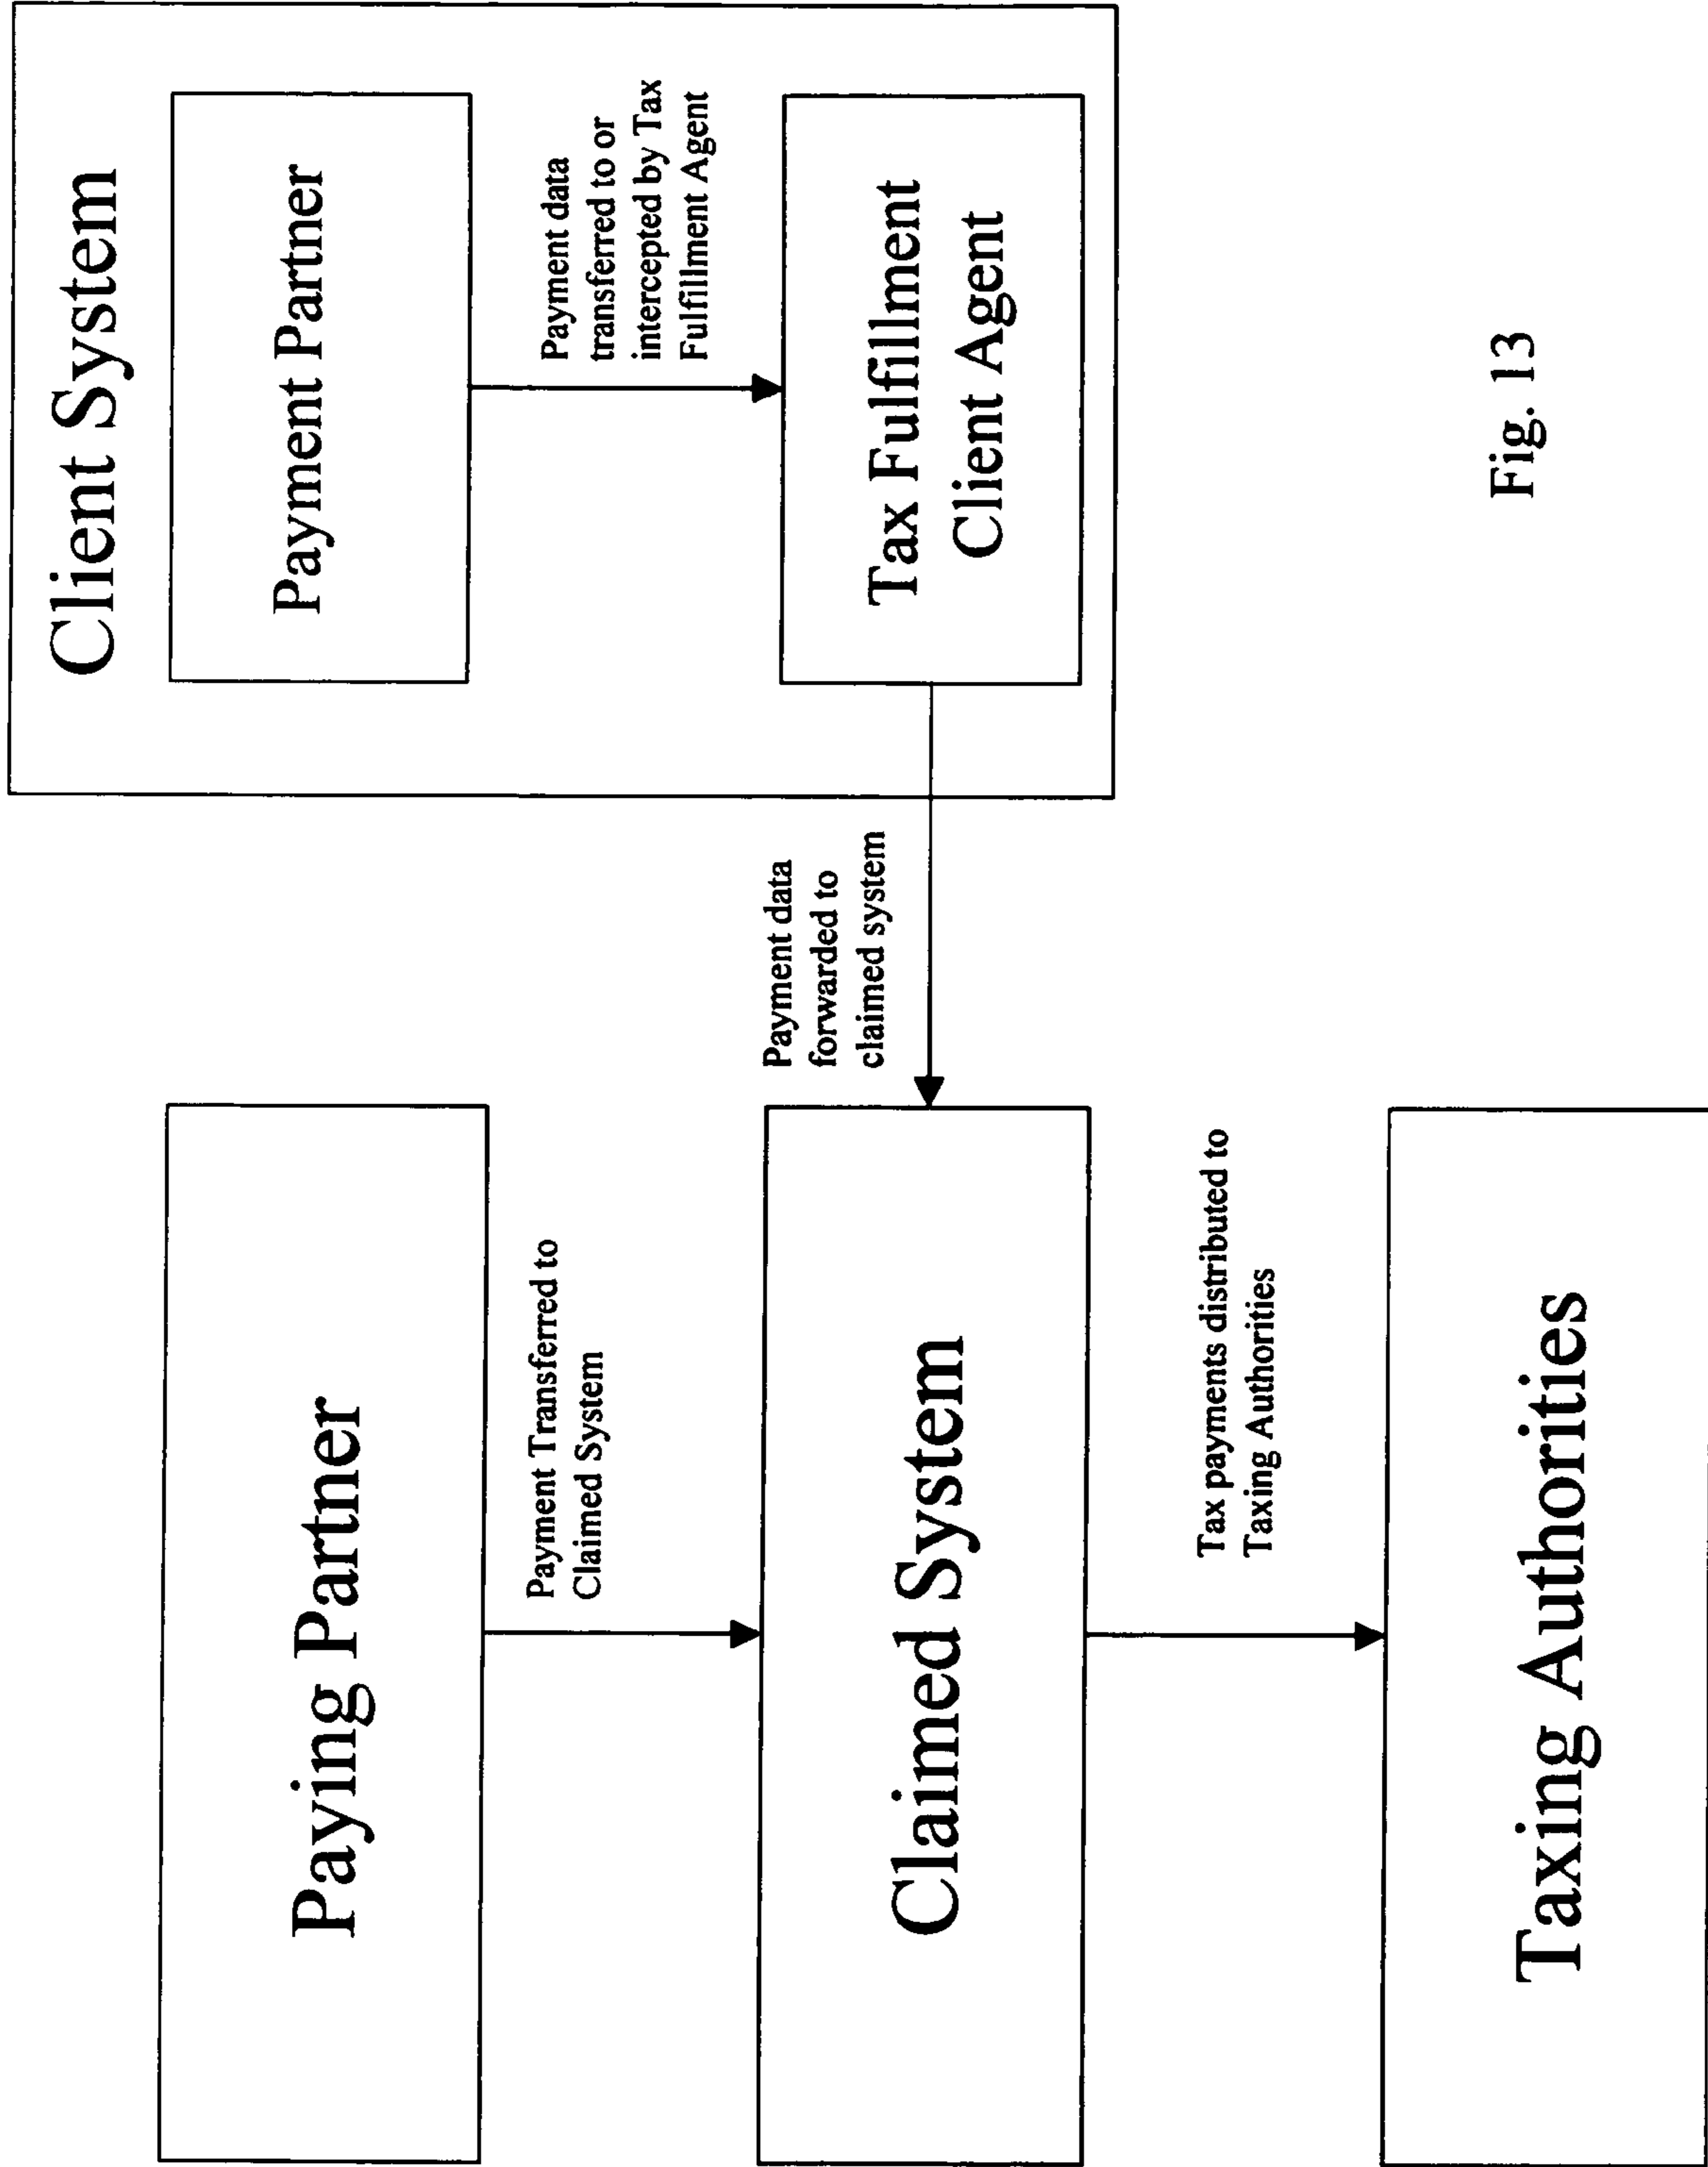 Client System
Paying Partner
Payment Partner
Payment Transferred to
Claimed System
Payment data
transferred to or
intercepted by Tax
Fulfillment Agent
Claimed System
Payment data
forwarded to
claimed system
Tax Fulfillment
Client Agent
Tax payments distributed to
Taxing Authorities
Taxing Authorities
Fig. 13